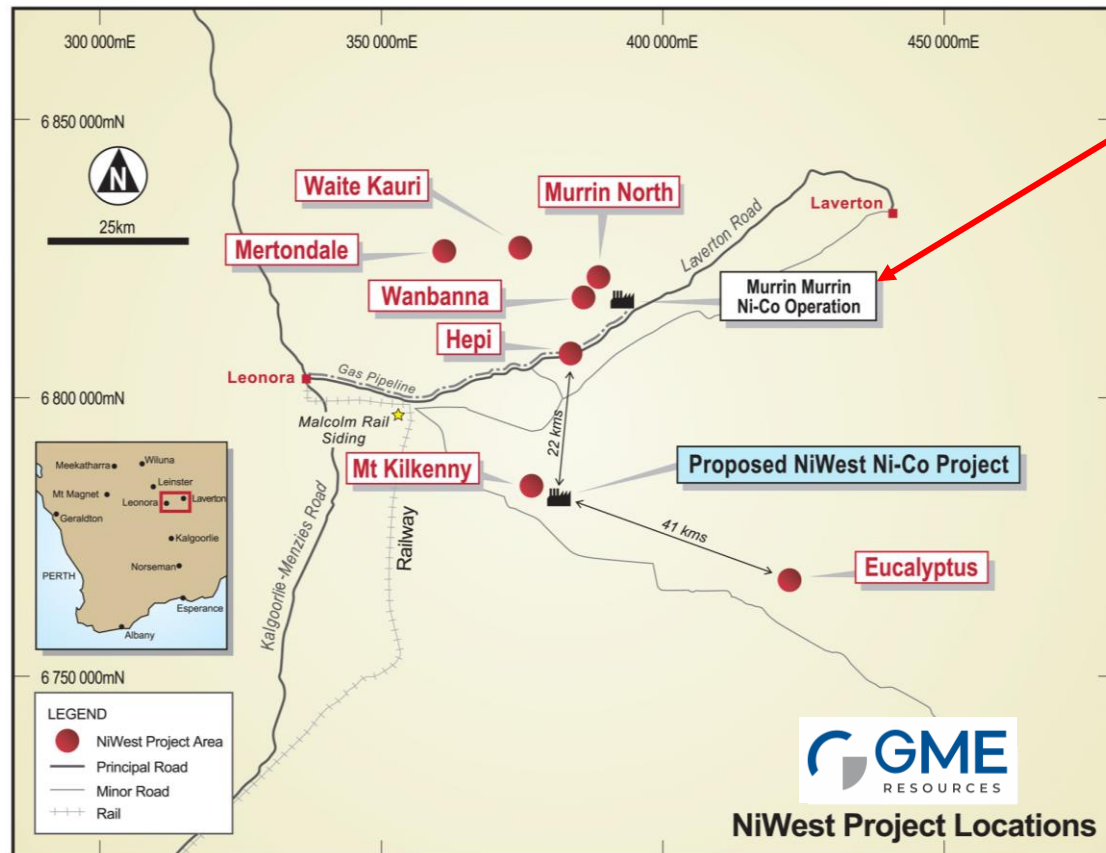 300 000mE
350 000mE
400 000mE
450 000mE
6 850 000mN
N
25km
Waite Kauri
Murrin North
Laverton
Laverton Road
Mertondale
Wanbanna
Murrin Murrin
Ni-Co Operation
Hepi
Leonora
Gas Pipeline
6 800 000mN
Malcolm Rail
Siding
22 kms
Mt Kilkenny
Proposed NiWest Ni-Co Project
41 kms
Eucalyptus
Kalgoorlie-Menzies Road
Railway
Meekatharra
Wiluna
Leinster
Mt Magnet
Leonora
Laverton
Geraldton
Kalgoorlie
PERTH
Norseman
Esperance
Albany
6 750 000mN
LEGEND
NiWest Project Area
Principal Road
Minor Road
Rail
GME
RESOURCES
NiWest Project Locations